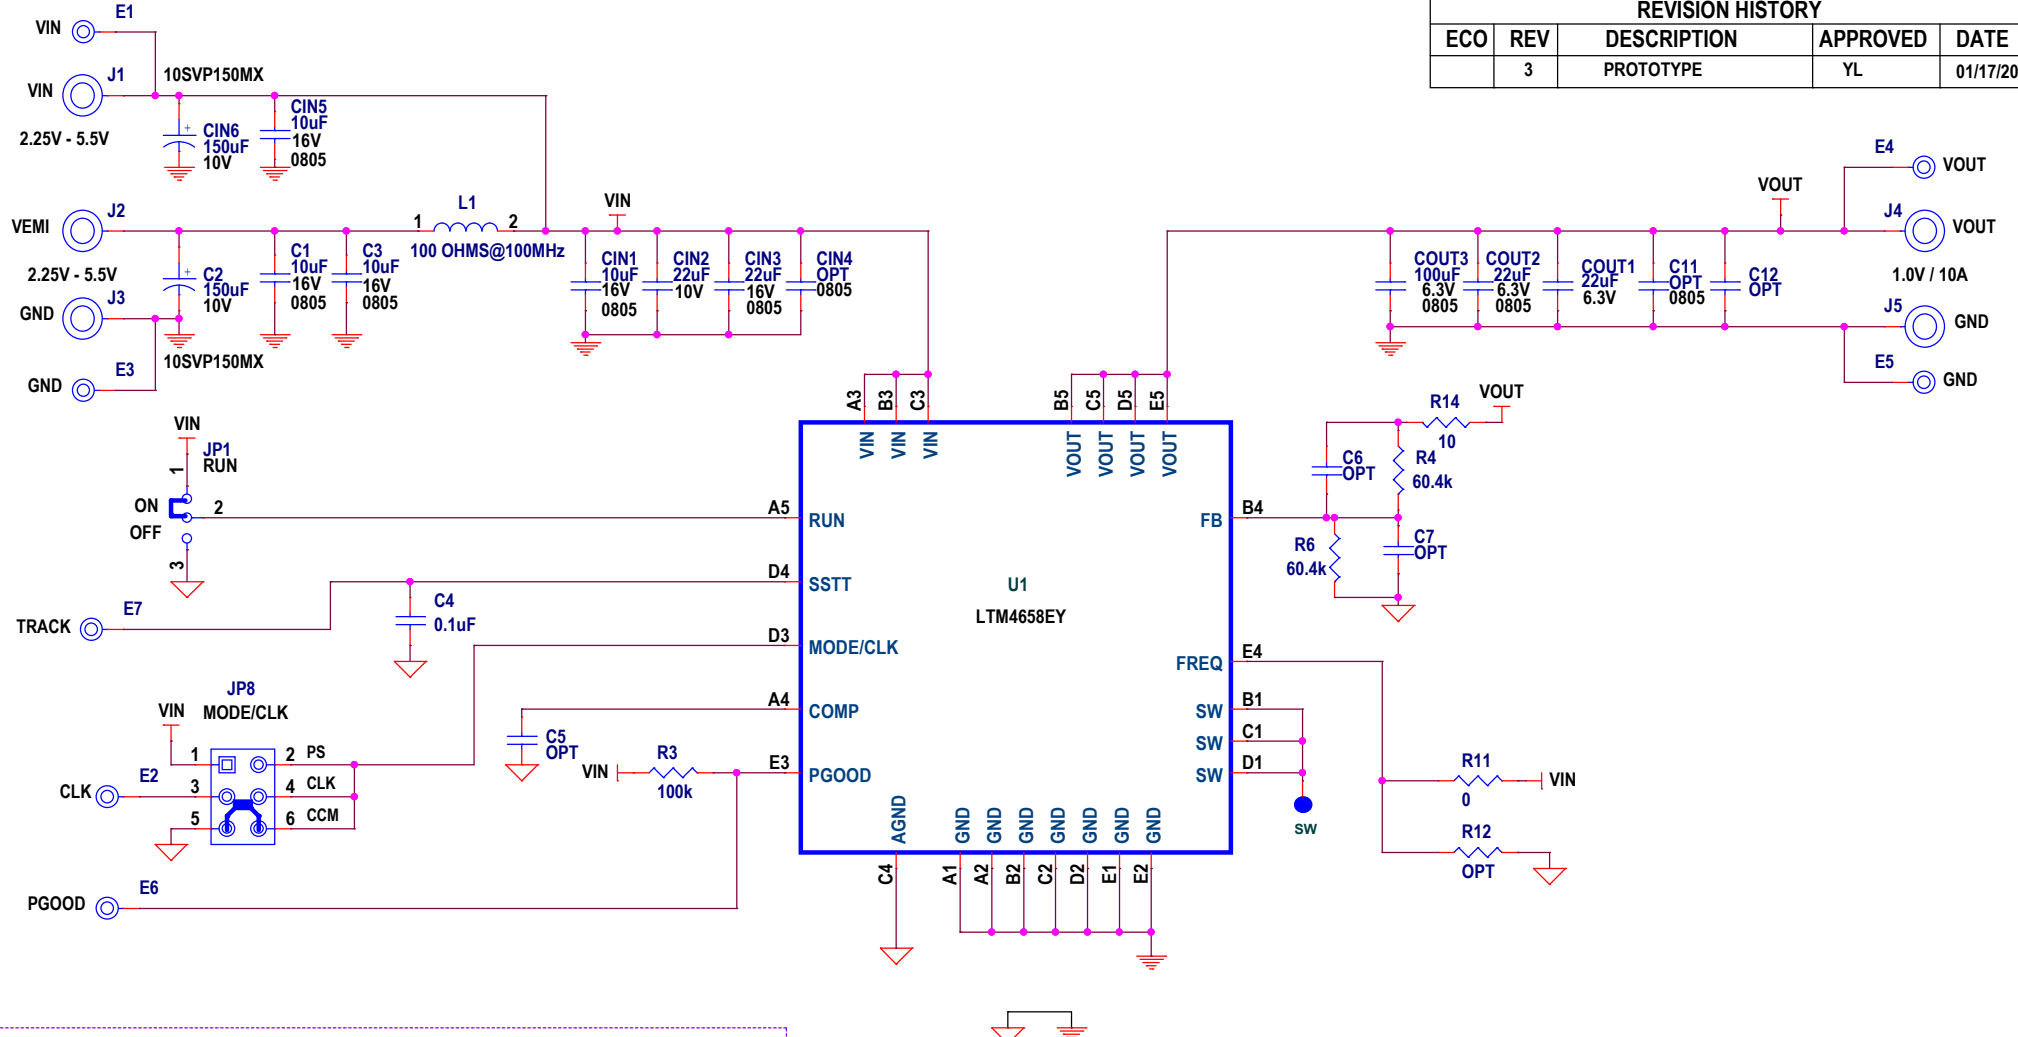 REVISION HISTORY
ECO REV DESCRIPTION APPROVED DATE
3 PROTOTYPE YL 01/17/20
E1
VIN
J1
VIN
2.25V - 5.5V
10SVP150MX
CIN6
150uF
10V
+
CIN5
10uF
16V
0805
J2
VEMI
2.25V - 5.5V
J3
GND
E3
GND
+
C2
150uF
10V
10SVP150MX
C1
10uF
16V
0805
C3
10uF
16V
0805
L1
1 2
100 OHMS@100MHz
VIN
CIN1
10uF
16V
0805
CIN2
22uF
10V
CIN3
22uF
16V
0805
CIN4
OPT
0805
COUT3
100uF
6.3V
0805
COUT2
22uF
6.3V
0805
COUT1
22uF
6.3V
C11
OPT
0805
C12
OPT
VOUT
E4
VOUT
J4
VOUT
1.0V / 10A
J5
GND
E5
GND
VIN
JP1
RUN
1
ON
2
OFF
3
E7
TRACK
C4
0.1uF
JP8
MODE/CLK
VIN
1 2 PS
E2
CLK
3 4 CLK
5 6 CCM
E6
PGOOD
C5
OPT
VIN
R3
100k
A3 B3 C3
VIN VIN VIN
B5 C5 D5 E5
VOUT VOUT VOUT VOUT
A5 RUN
D4 SSTT
D3 MODE/CLK
A4 COMP
E3 PGOOD
U1
LTM4658EY
FB B4
FREQ E4
SW B1
SW C1
SW D1
SW
AGND GND GND GND GND GND GND GND
C4 A1 A2 B2 C2 D2 E1 E2
VOUT
R14
10
C6
OPT
R4
60.4k
R6
60.4k
C7
OPT
R11
0
VIN
R12
OPT